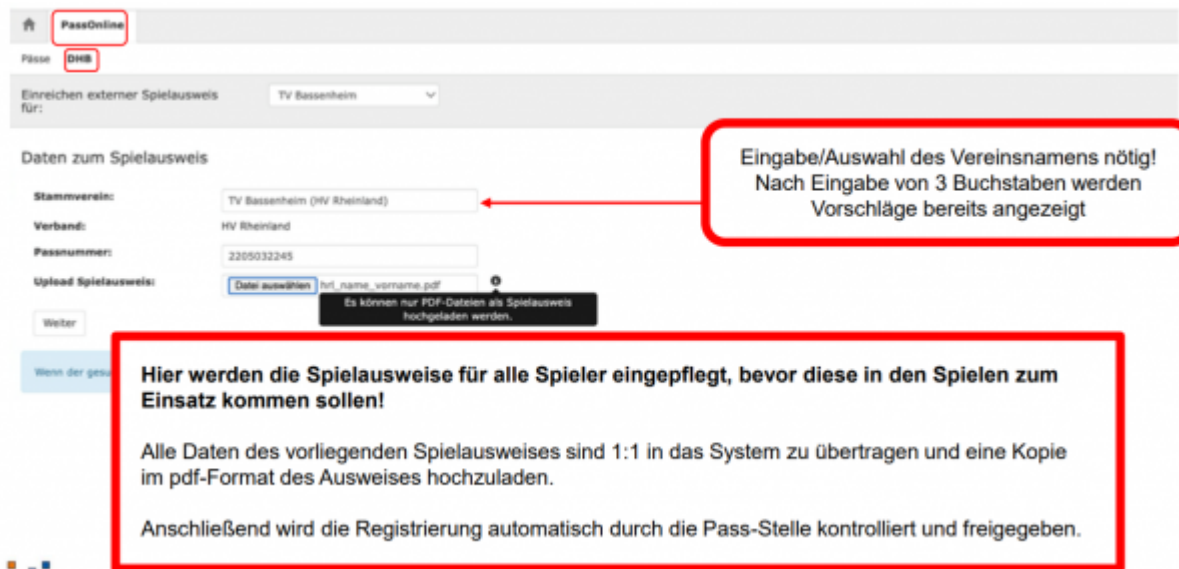 PassOnline
Pässe DHB
Einreichen externer Spielausweis
für:
TV Bassenheim
Daten zum Spielausweis
Stammverein:
TV Bassenheim (HV Rheinland)
Verband:
HV Rheinland
Passnummer:
2205032245
Upload Spielausweis:
Datei auswählen hrl_name_vorname.pdf
Es können nur PDF-Dateien als Spielausweis
hochgeladen werden.
Weiter
Eingabe/Auswahl des Vereinsnamens nötig!
Nach Eingabe von 3 Buchstaben werden
Vorschläge bereits angezeigt
Wenn der
Hier werden die Spielausweise für alle Spieler eingepflegt, bevor diese in den Spielen zum
Einsatz kommen sollen!
Alle Daten des vorliegenden Spielausweises sind 1:1 in das System zu übertragen und eine Kopie
im pdf-Format des Ausweises hochzuladen.
Anschließend wird die Registrierung automatisch durch die Pass-Stelle kontrolliert und freigegeben.